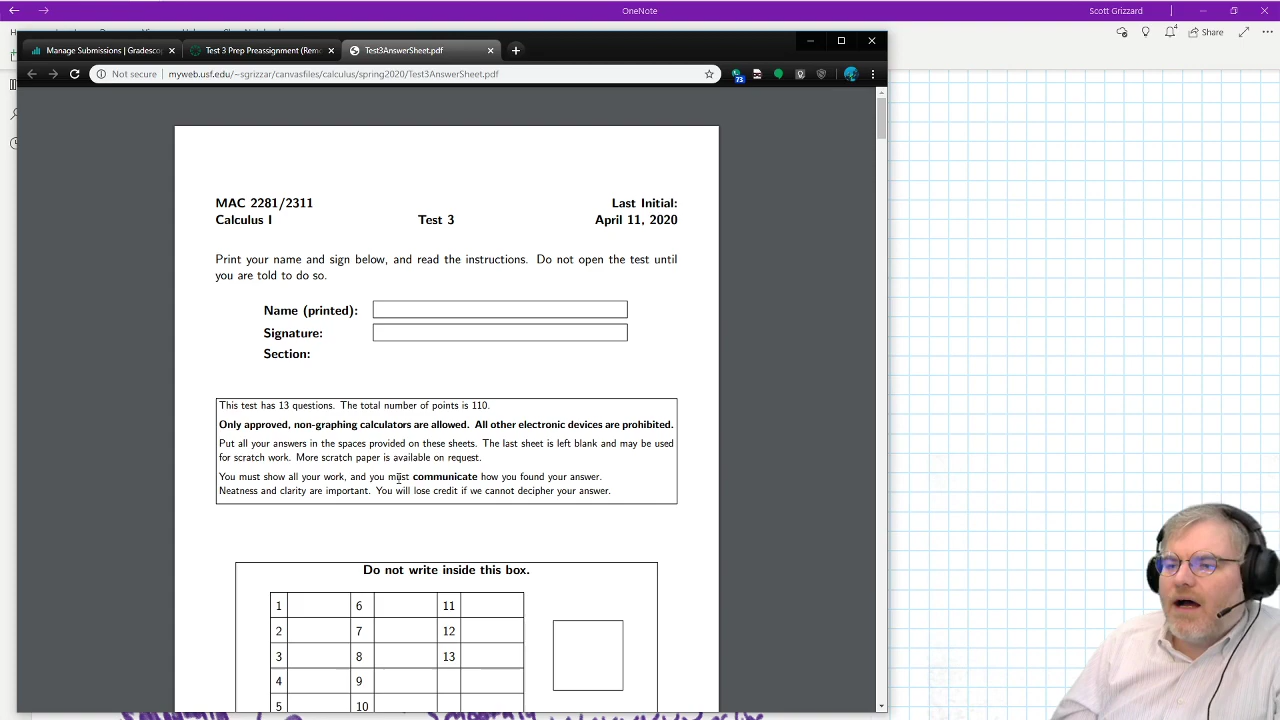 OneNote
Scott Grizzard
Share
Manage Submissions | Gradesco
Test 3 Prep Preassignment (Remo
Test3AnswerSheet.pdf
Not secure
myweb.usf.edu/~sgrizzar/canvasfiles/calculus/spring2020/Test3AnswerSheet.pdf
73
MAC 2281/2311
Last Initial:
Calculus I
Test 3
April 11, 2020
Print your name and sign below, and read the instructions. Do not open the test until
you are told to do so.
Name (printed):
Signature:
Section:
This test has 13 questions. The total number of points is 110.
Only approved, non-graphing calculators are allowed. All other electronic devices are prohibited.
Put all your answers in the spaces provided on these sheets. The last sheet is left blank and may be used
for scratch work. More scratch paper is available on request.
You must show all your work, and you must communicate how you found your answer.
Neatness and clarity are important. You will lose credit if we cannot decipher your answer.
Do not write inside this box.
1 6 11
2 7 12
3 8 13
4 9
5 10